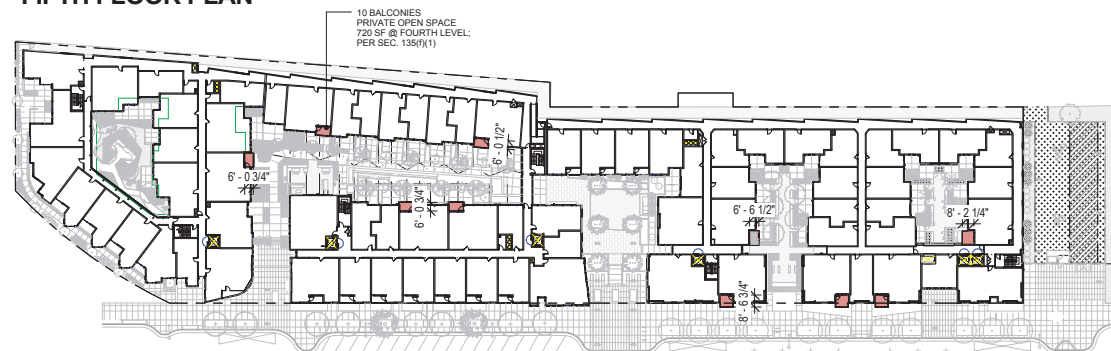 FIFTH FLOOR PLAN
10 BALCONIES
PRIVATE OPEN SPACE
720 SF @ FOURTH LEVEL;
PER SEC. 135(f)(1)
6' - 0 1/2"
6' - 0 3/4"
6' - 0 3/4"
6' - 6 1/2"
8' - 2 1/4"
8' - 6 3/4"